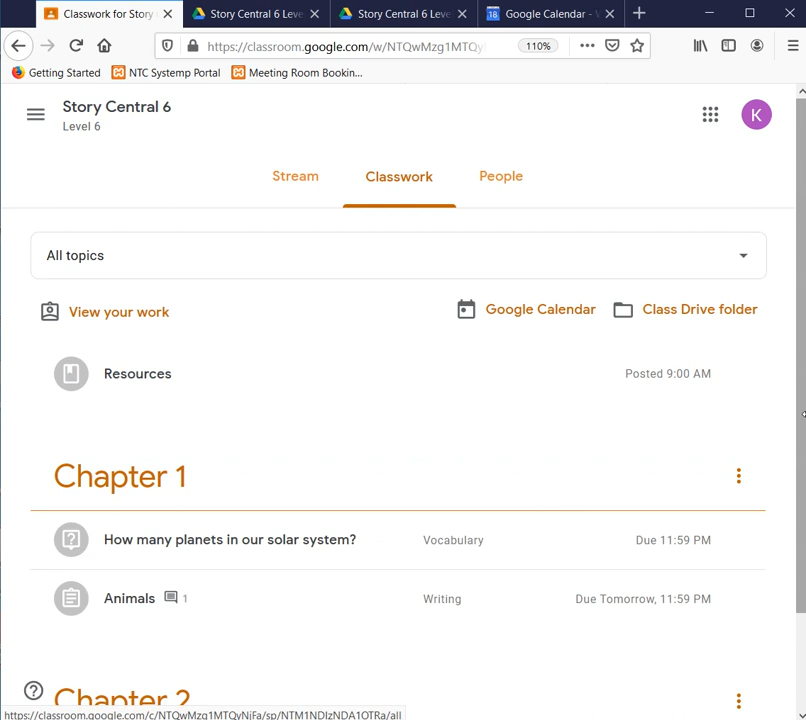 Classwork for Story
Story Central 6 Leve
Story Central 6 Leve
18 Google Calendar - V
https://classroom.google.com/w/NTQwMzg1MTQyN
110%
Getting Started
NTC Systemp Portal
Meeting Room Bookin...
Story Central 6
Level 6
K
Stream
Classwork
People
All topics
View your work
Google Calendar
Class Drive folder
Resources
Posted 9:00 AM
Chapter 1
How many planets in our solar system?
Vocabulary
Due 11:59 PM
Animals
1
Writing
Due Tomorrow, 11:59 PM
Chapter 2
https://classroom.google.com/c/NTQwMzg1MTQyNjFa/sp/NTM1NDIzNDA1OTRa/all